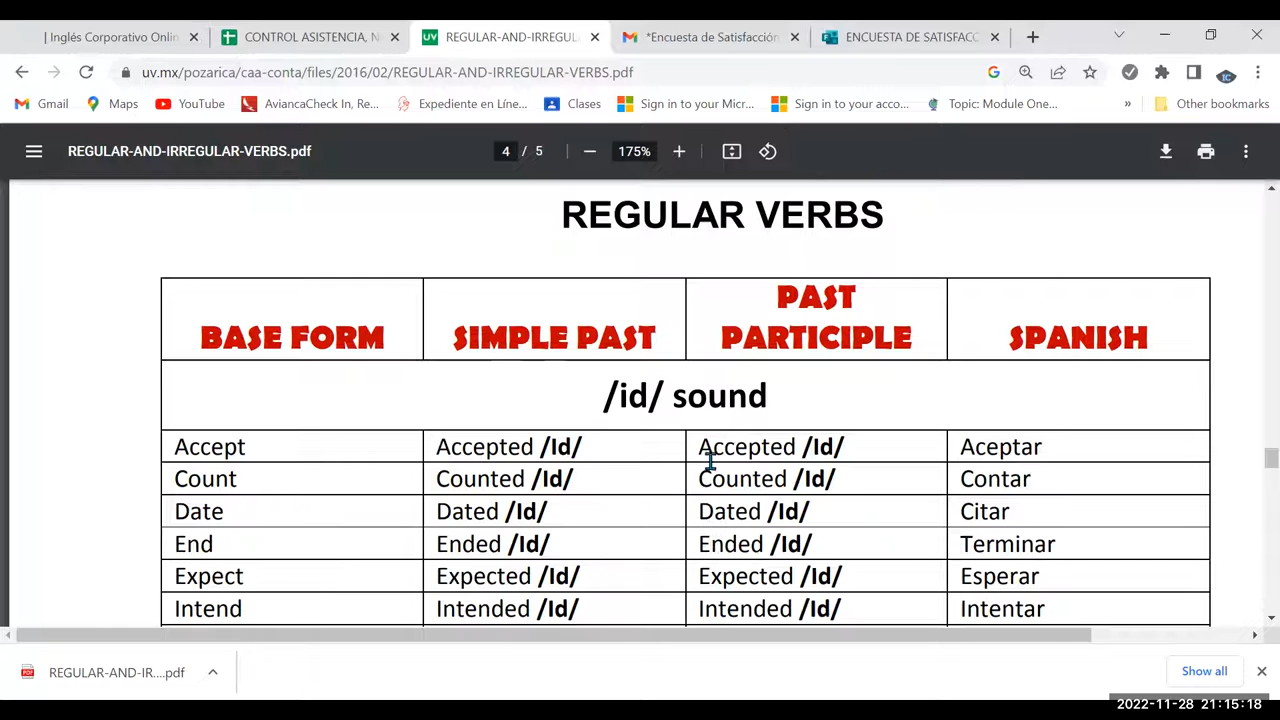 | Inglés Corporativo Onlin
CONTROL ASISTENCIA, N
UV REGULAR-AND-IRREGUL
*Encuesta de Satisfacción
ENCUESTA DE SATISFACC
uv.mx/pozarica/caa-conta/files/2016/02/REGULAR-AND-IRREGULAR-VERBS.pdf
Gmail Maps YouTube AviancaCheck In, Re... Expediente en Líne... Clases Sign in to your Micr... Sign in to your acco... Topic: Module One... » Other bookmarks
REGULAR-AND-IRREGULAR-VERBS.pdf 4 / 5 175%
REGULAR VERBS
BASE FORM SIMPLE PAST PAST PARTICIPLE SPANISH
/id/ sound
Accept Accepted /Id/ Accepted /Id/ Aceptar
Count Counted /Id/ Counted /Id/ Contar
Date Dated /Id/ Dated /Id/ Citar
End Ended /Id/ Ended /Id/ Terminar
Expect Expected /Id/ Expected /Id/ Esperar
Intend Intended /Id/ Intended /Id/ Intentar
REGULAR-AND-IR....pdf Show all
2022-11-28 21:15:18